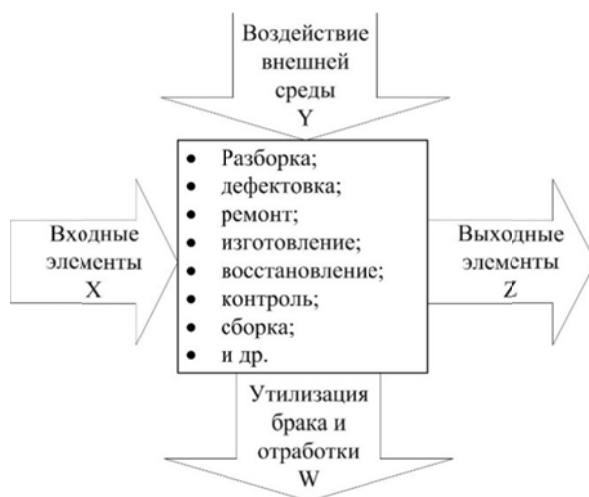 Воздействие
внешней
среды
Y
• Разборка;
• дефектовка;
• ремонт;
• изготовление;
• восстановление;
• контроль;
• сборка;
• и др.
Входные
элементы
X
Выходные
элементы
Z
Утилизация
брака и
отработки
W